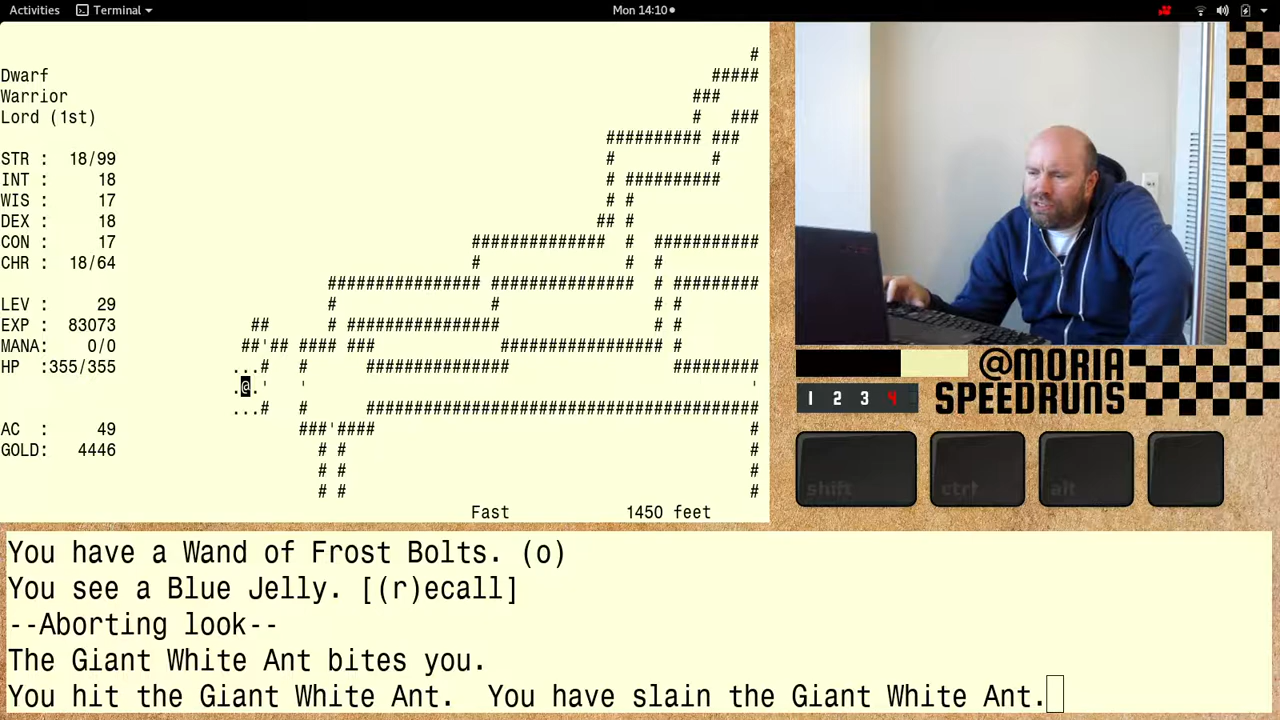 Activities Terminal Mon 14:10
#
Dwarf #####
Warrior ###
Lord (1st) # ###
########## ###
STR : 18/99 # #
INT : 18 # ##########
WIS : 17 # #
DEX : 18 ## #
CON : 17 ############## # ###########
CHR : 18/64 # # #
################ ############### # #########
LEV : 29 # # # #
EXP : 83073 ## # ################ # #
MANA: 0/0 ##'## #### ### ################# #
HP :355/355 ...# # ############### #########
.@.' ' '
...# # #########################################
AC : 49 ###'#### #
GOLD: 4446 # # #
# # #
# # #
Fast 1450 feet
@MORIA
SPEEDRUNS
1 2 3 4
shift ctrl alt
You have a Wand of Frost Bolts. (o)
You see a Blue Jelly. [(r)ecall]
--Aborting look--
The Giant White Ant bites you.
You hit the Giant White Ant.  You have slain the Giant White Ant.